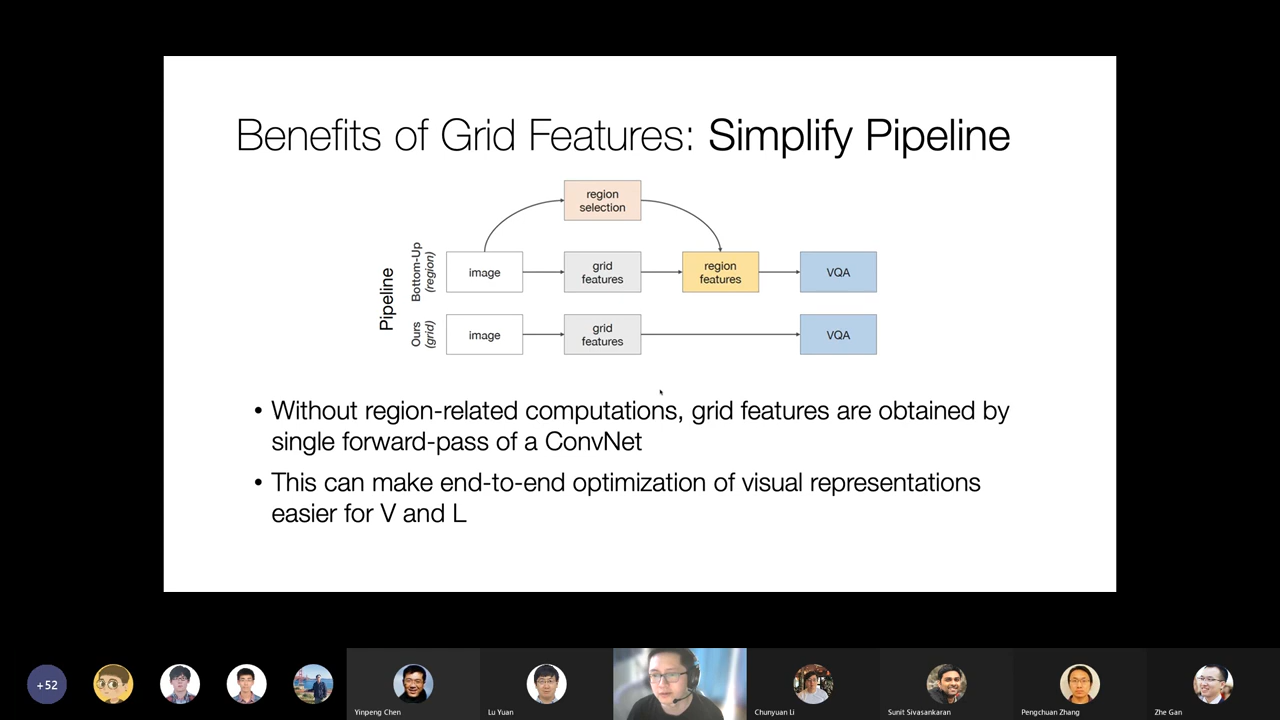 Benefits of Grid Features: Simplify Pipeline
region
selection
Pipeline
Bottom-Up
(region)
image
grid
features
region
features
VQA
Ours
(grid)
image
grid
features
VQA
• Without region-related computations, grid features are obtained by
single forward-pass of a ConvNet
• This can make end-to-end optimization of visual representations
easier for V and L
+52
Yinpeng Chen
Lu Yuan
Chunyuan Li
Sunit Sivasankaran
Pengchuan Zhang
Zhe Gan